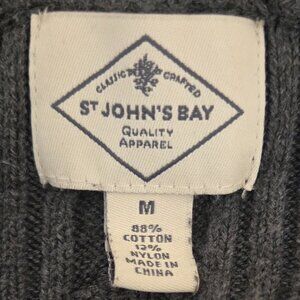 CLASSIC CRAFTED
ST JOHN'S BAY
QUALITY
APPAREL
M
88%
COTTON
12%
NYLON
MADE IN
CHINA